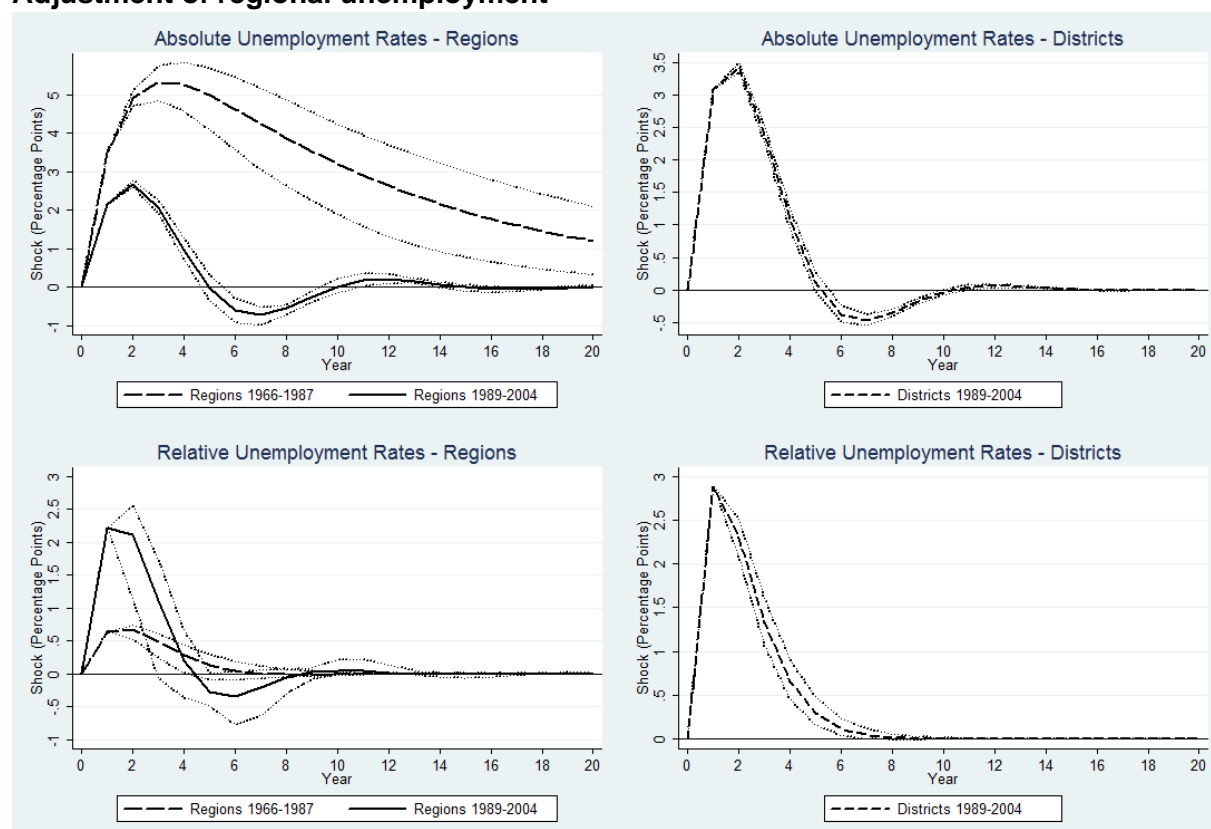 Adjustment of regional unemployment
Absolute Unemployment Rates - Regions
Shock (Percentage Points)
5
4
3
2
1
0
-1
0 2 4 6 8 10 12 14 16 18 20
Year
Regions 1966-1987 Regions 1989-2004
Absolute Unemployment Rates - Districts
Shock (Percentage Points)
3.5
3
2.5
2
1.5
1
.5
0
-.5
0 2 4 6 8 10 12 14 16 18 20
Year
Districts 1989-2004
Relative Unemployment Rates - Regions
Shock (Percentage Points)
3
2.5
2
1.5
1
.5
0
-.5
-1
0 2 4 6 8 10 12 14 16 18 20
Year
Regions 1966-1987 Regions 1989-2004
Relative Unemployment Rates - Districts
Shock (Percentage Points)
3
2.5
2
1.5
1
.5
0
0 2 4 6 8 10 12 14 16 18 20
Year
Districts 1989-2004